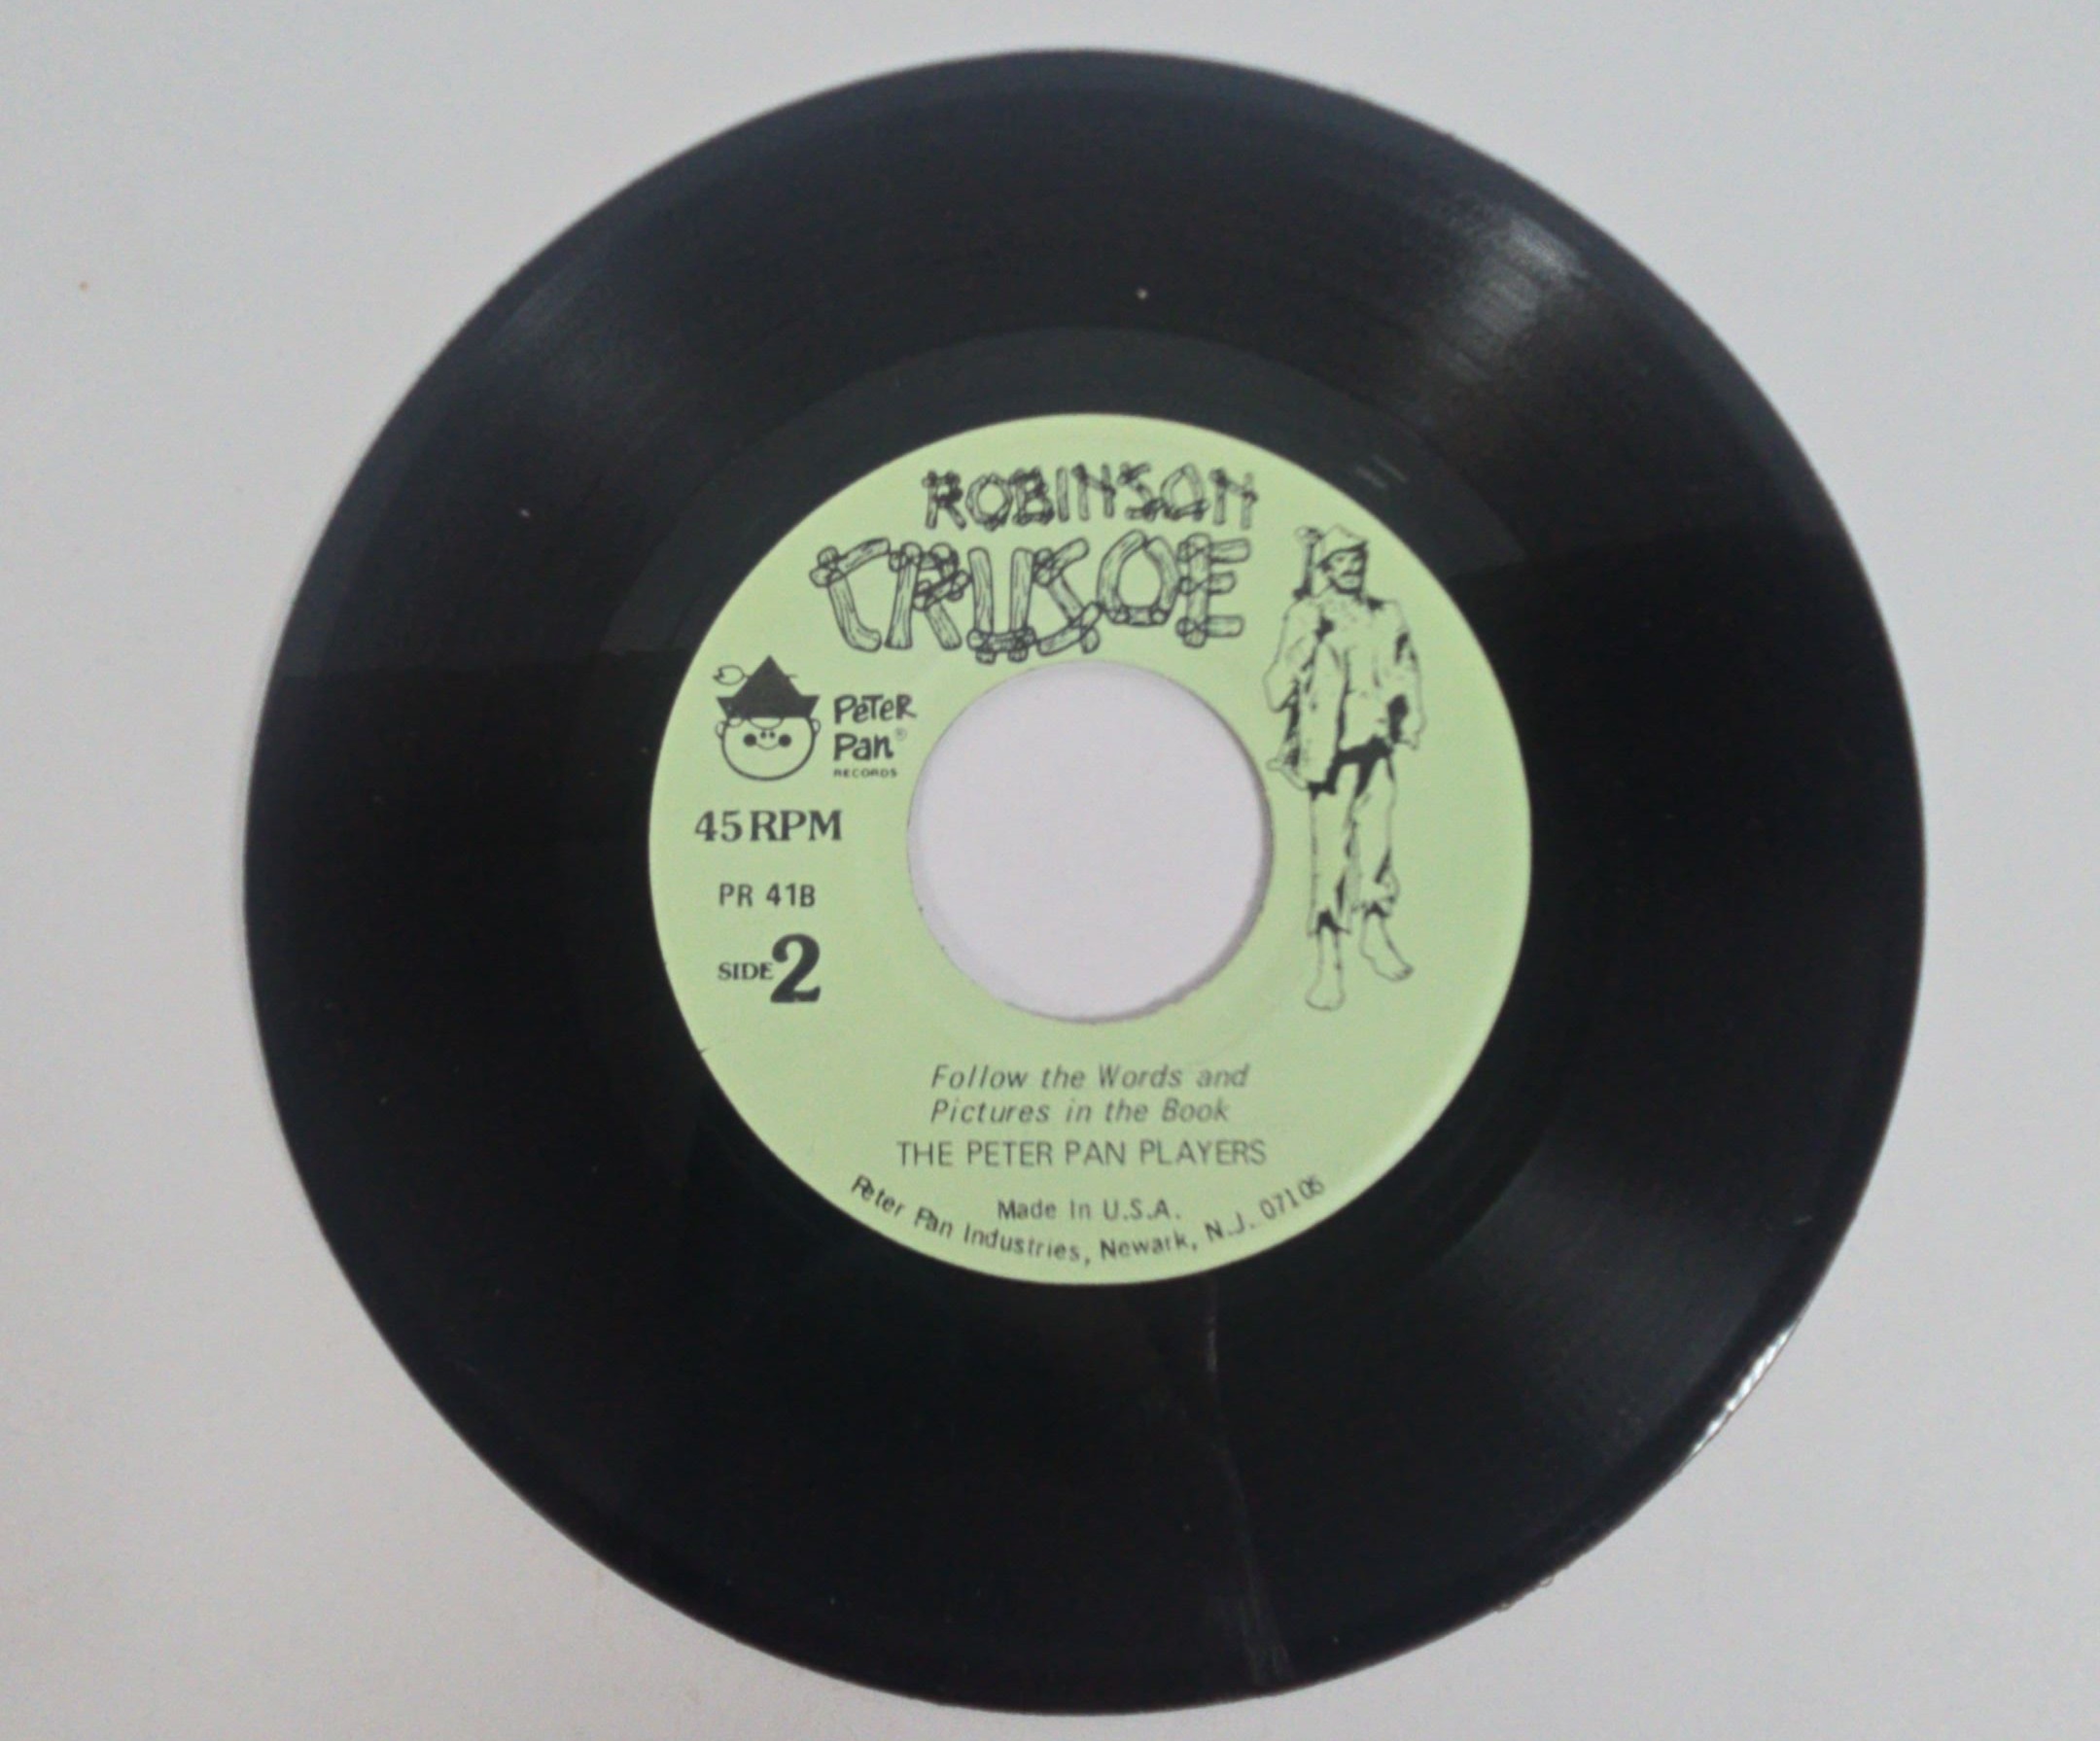 ROBINSON
CRUSOE
Peter
Pan®
RECORDS
45 RPM
PR 41B
SIDE 2
Follow the Words and
Pictures in the Book
THE PETER PAN PLAYERS
Made In U.S.A.
Peter Pan Industries, Newark, N.J. 07105